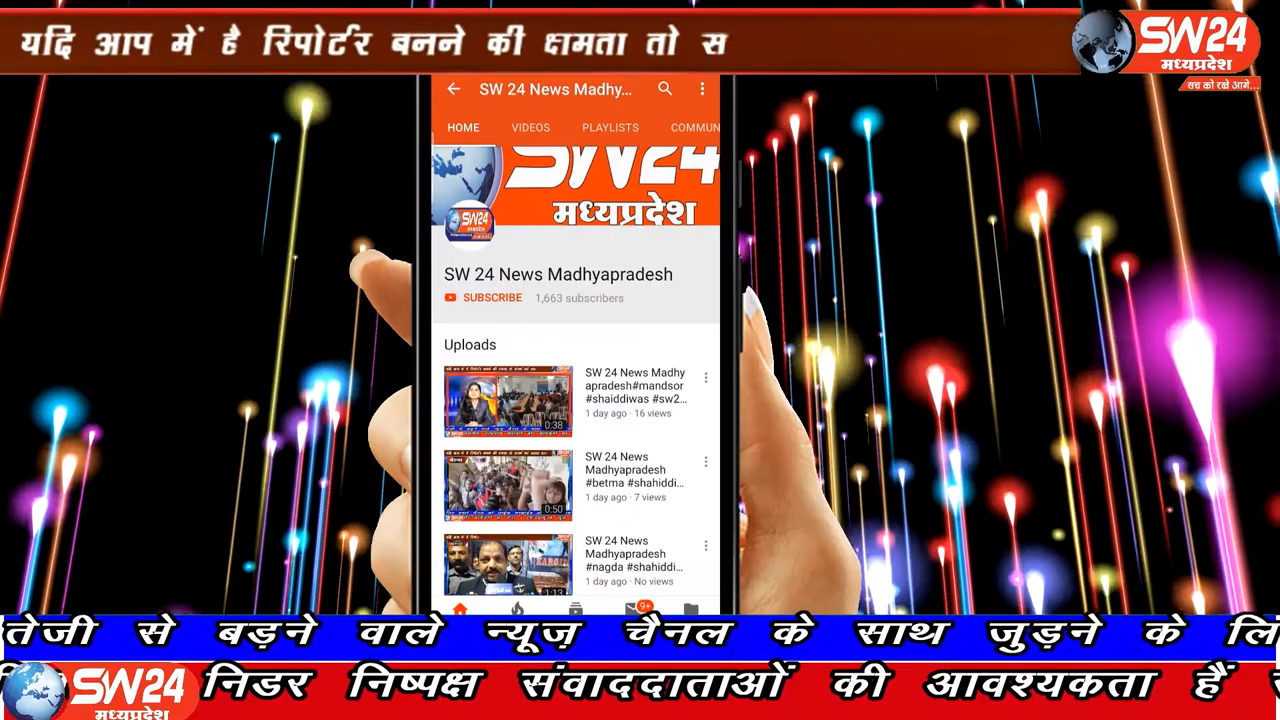 यदि आप में है रिपोर्टर बनने की क्षमता तो स
SW24
मध्यप्रदेश
सच को रखे आगे...
SW 24 News Madhy...
HOME VIDEOS PLAYLISTS COMMUN
SW24
मध्यप्रदेश
SW24
SW 24 News Madhyapradesh
SUBSCRIBE 1,663 subscribers
Uploads
SW 24 News Madhy
apradesh#mandsor
#shaiddiwas #sw2...
1 day ago · 16 views
0:38
SW 24 News
Madhyapradesh
#betma #shahiddi...
1 day ago · 7 views
0:50
SW 24 News
Madhyapradesh
#nagda #shahiddi...
1 day ago · No views
1:13
9+
तेजी से बड़ने वाले न्यूज़ चैनल के साथ जुड़ने के लि
SW24
मध्यप्रदेश
निडर निष्पक्ष संवाददाताओं की आवश्यकता हैं